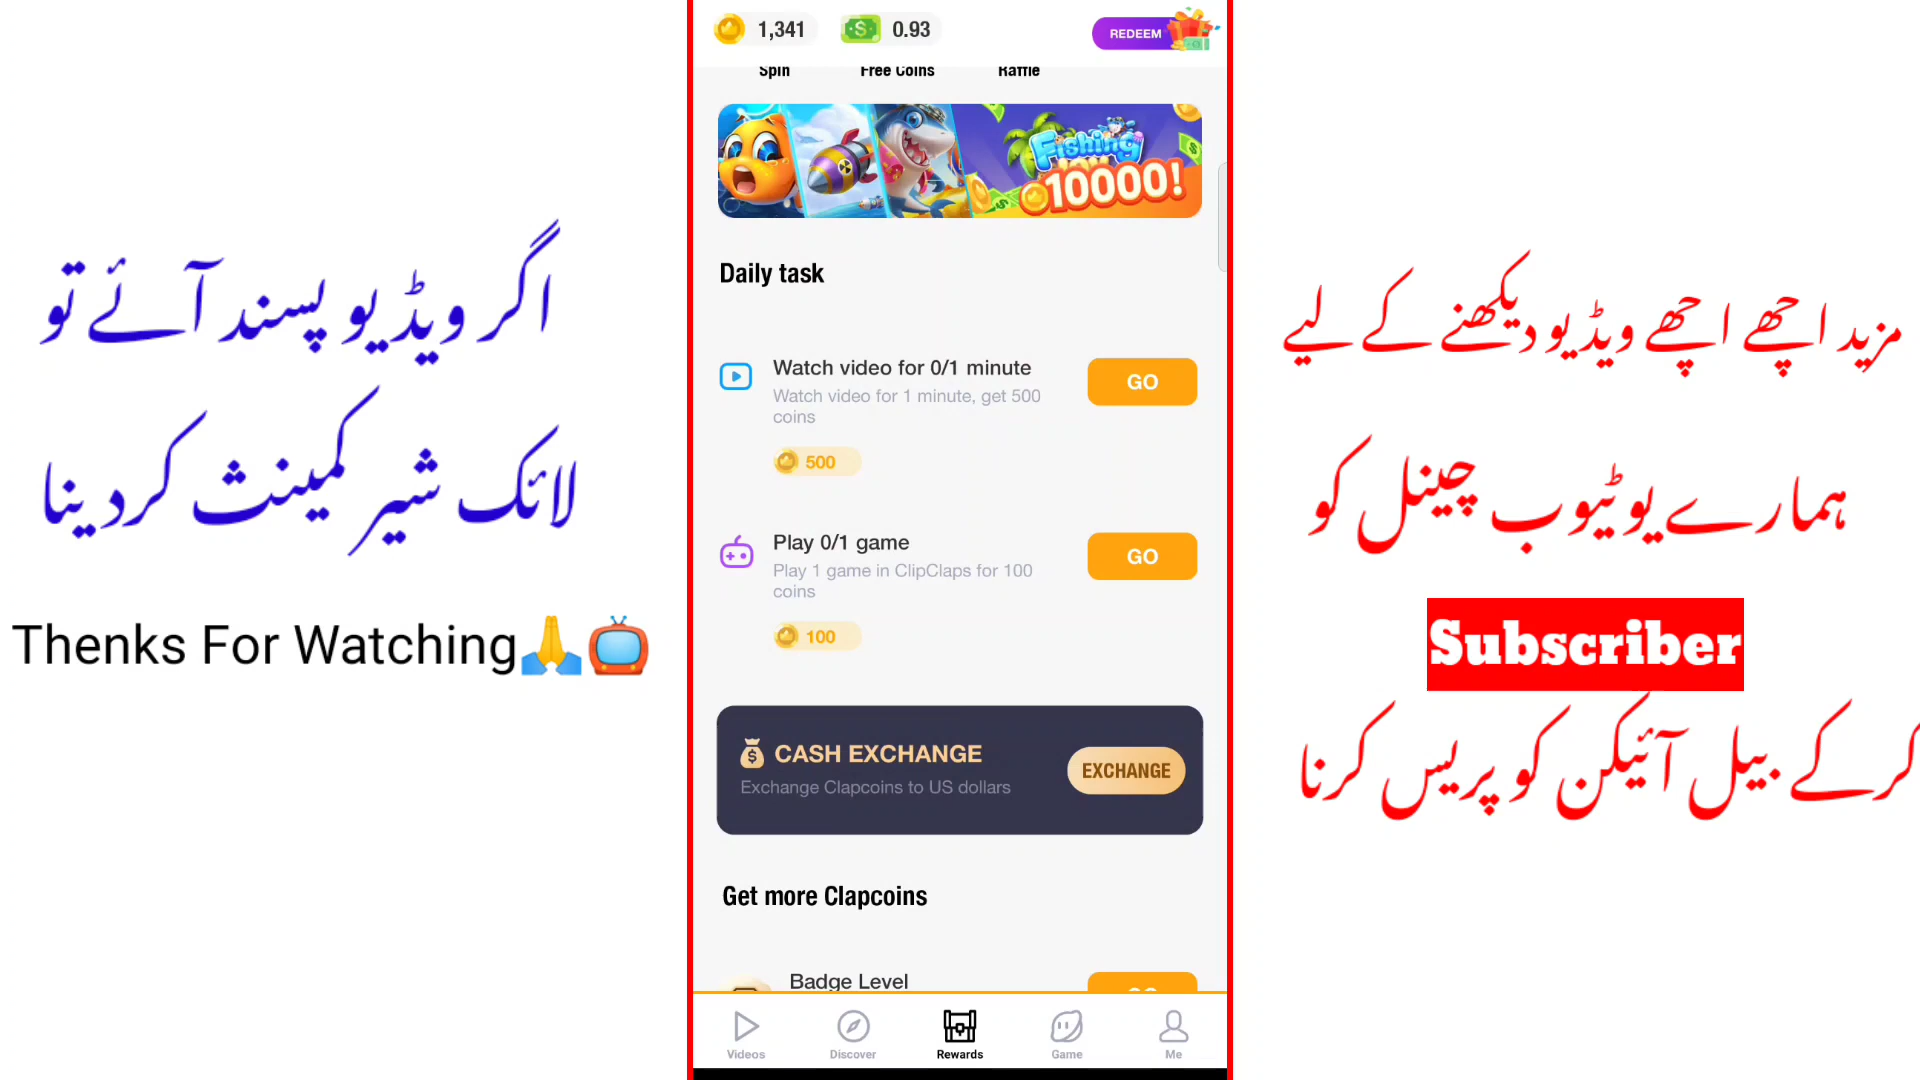 اگر ویڈیو پسند آئے تو
لائک شیر کمینٹ کردینا
Thenks For Watching🙏📺
1,341
0.93
REDEEM
Spin
Free Coins
Raffle
Fishing
10000!
Daily task
Watch video for 0/1 minute
Watch video for 1 minute, get 500
coins
500
GO
Play 0/1 game
Play 1 game in ClipClaps for 100
coins
100
GO
CASH EXCHANGE
Exchange Clapcoins to US dollars
EXCHANGE
Get more Clapcoins
Badge Level
GO
Videos
Discover
Rewards
Game
Me
مزید اچھے اچھے ویڈیو دیکھنے کے لیے
ہمارے یوٹیوب چینل کو
Subscriber
کرکے بیل آئیکن کو پریس کرنا